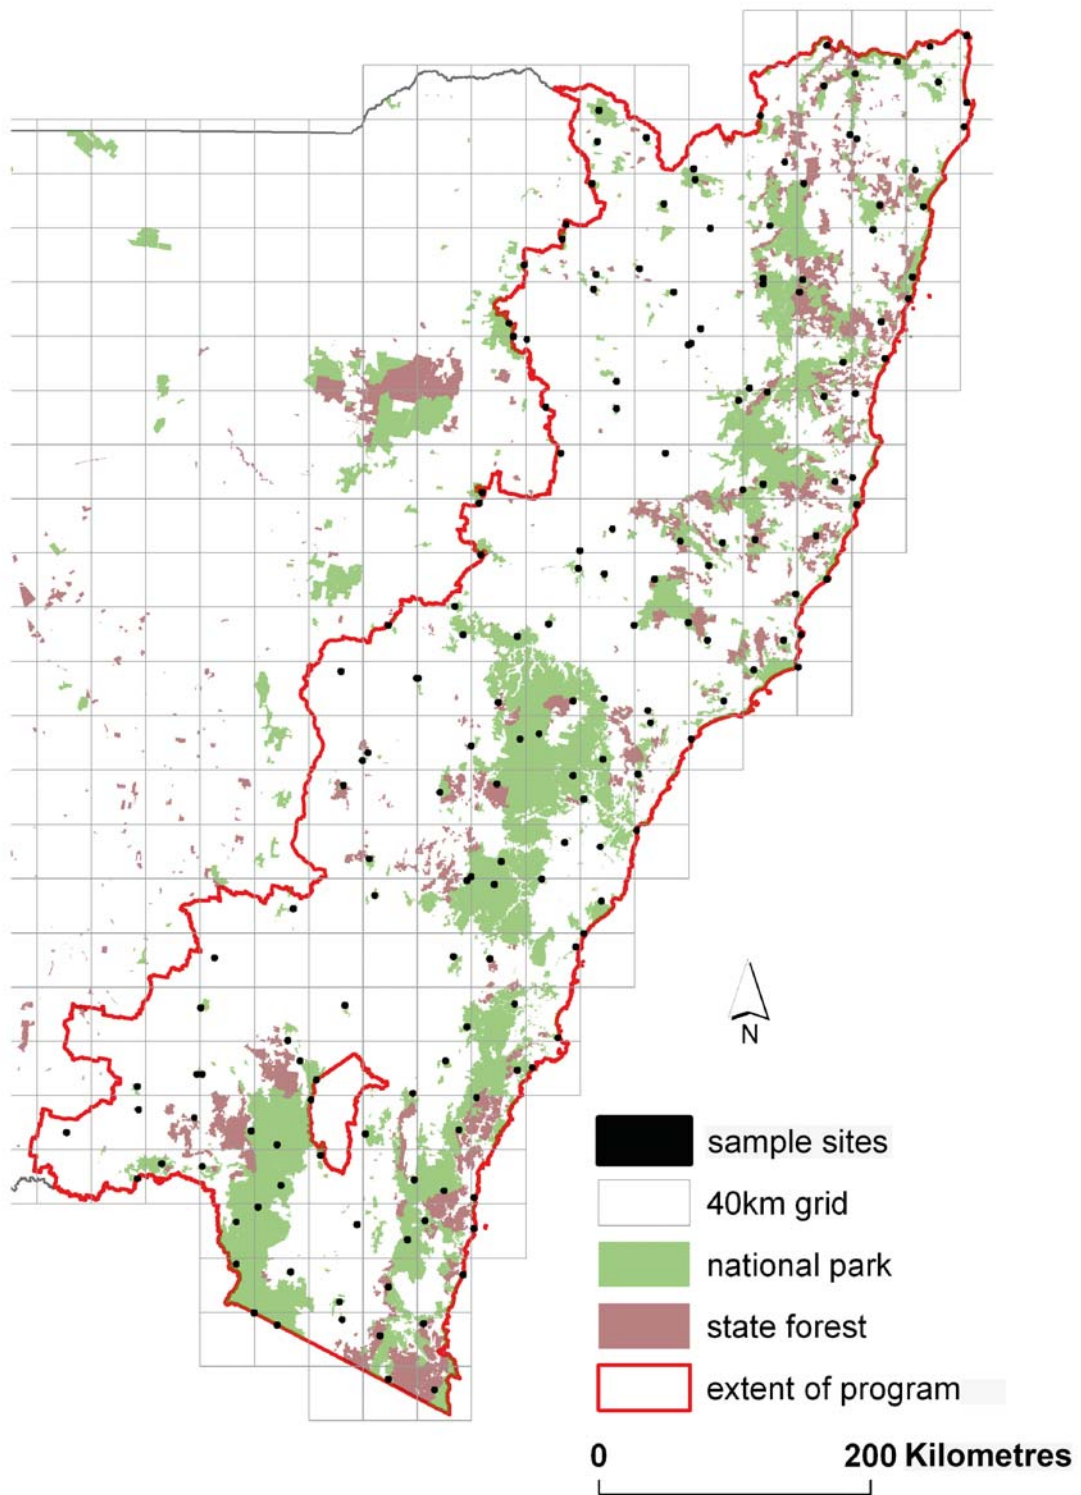 N
sample sites
40km grid
national park
state forest
extent of program
0 200 Kilometres